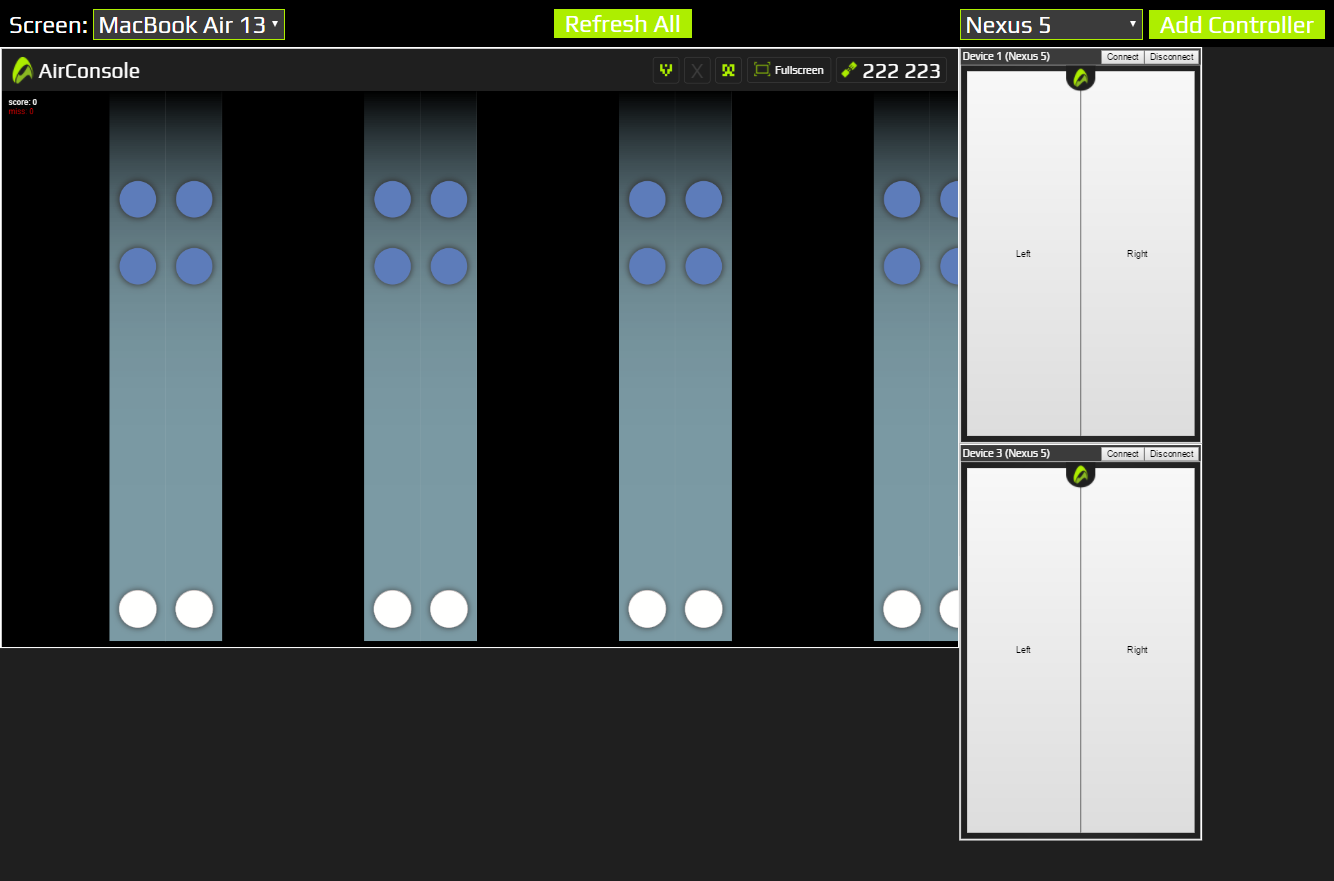 Screen: MacBook Air 13
Refresh All
Nexus 5
Add Controller
AirConsole
Fullscreen
222 223
score: 0
miss: 0
Device 1 (Nexus 5)
Connect
Disconnect
Left
Right
Device 3 (Nexus 5)
Connect
Disconnect
Left
Right